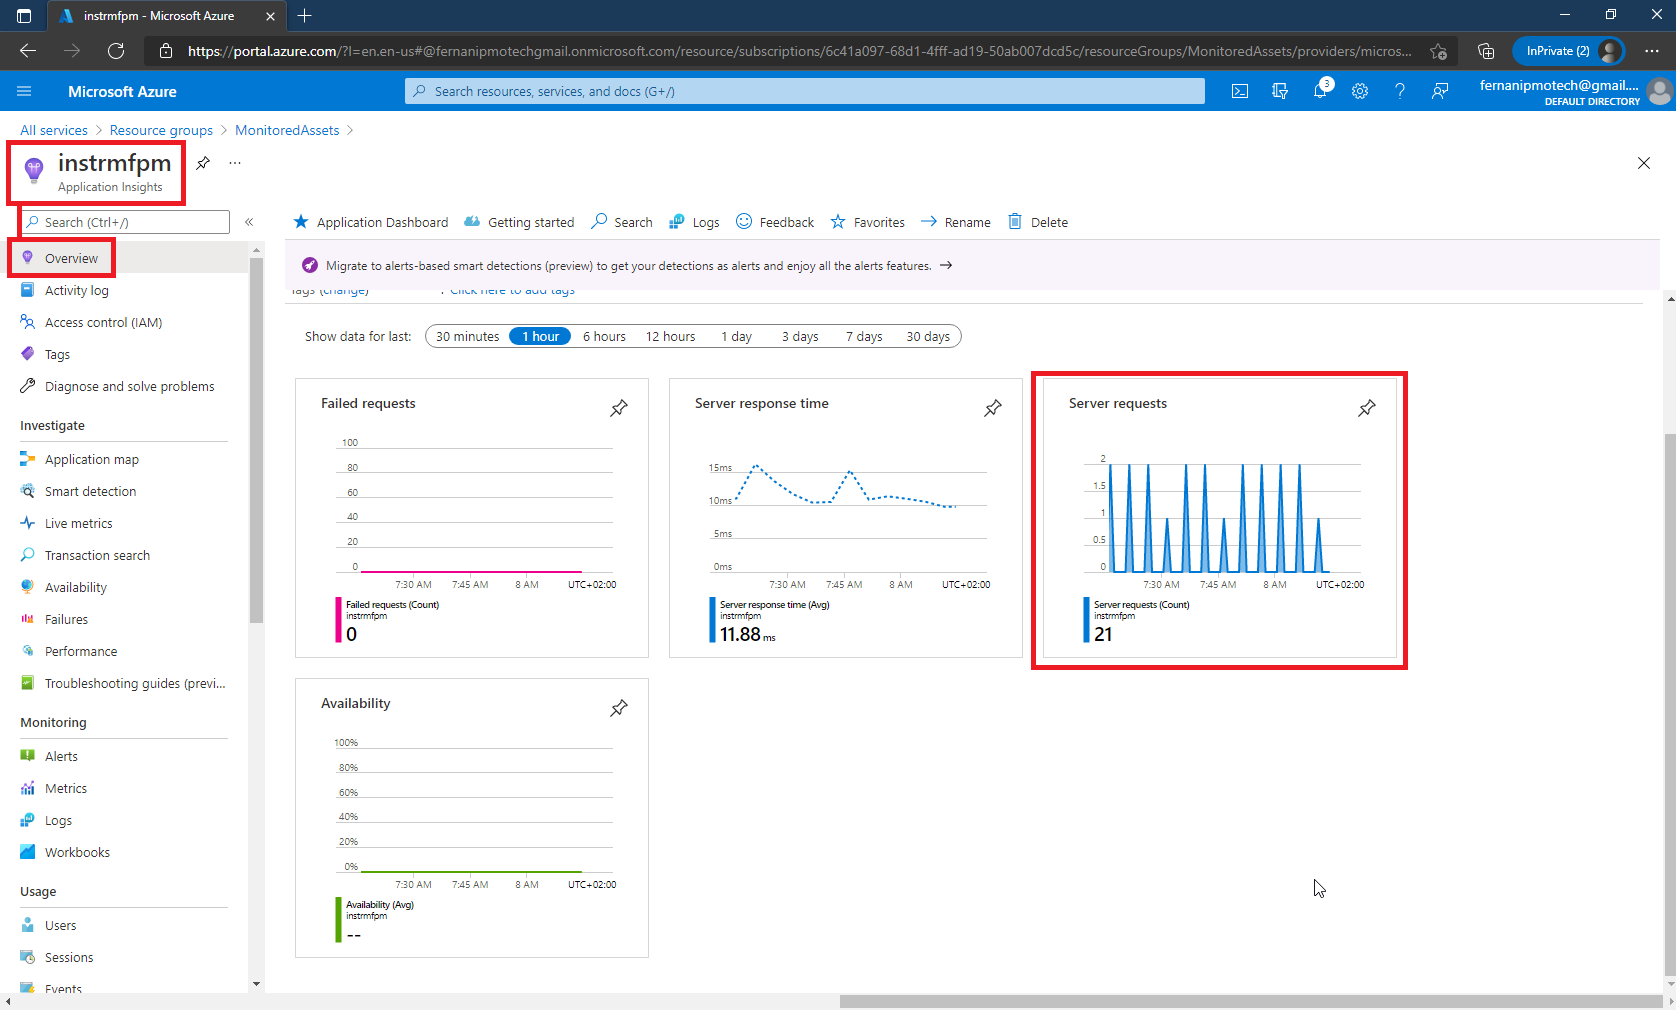 instrmfpm - Microsoft Azure
https://portal.azure.com/?l=en.en-us#@fernanipmotechgmail.onmicrosoft.com/resource/subscriptions/6c41a097-68d1-4fff-ad19-50ab007dcd5c/resourceGroups/MonitoredAssets/providers/micros...
InPrivate (2)
Microsoft Azure
Search resources, services, and docs (G+/)
3
fernanipmotech@gmail....
DEFAULT DIRECTORY
All services > Resource groups > MonitoredAssets >
instrmfpm
Application Insights
Search (Ctrl+/)
Overview
Activity log
Access control (IAM)
Tags
Diagnose and solve problems
Investigate
Application map
Smart detection
Live metrics
Transaction search
Availability
Failures
Performance
Troubleshooting guides (previ...
Monitoring
Alerts
Metrics
Logs
Workbooks
Usage
Users
Sessions
Events
Application Dashboard
Getting started
Search
Logs
Feedback
Favorites
Rename
Delete
Migrate to alerts-based smart detections (preview) to get your detections as alerts and enjoy all the alerts features.
Tags (change) : Click here to add tags
Show data for last: 30 minutes 1 hour 6 hours 12 hours 1 day 3 days 7 days 30 days
Failed requests
100
80
60
40
20
0
7:30 AM 7:45 AM 8 AM UTC+02:00
Failed requests (Count)
instrmfpm
0
Server response time
15ms
10ms
5ms
0ms
7:30 AM 7:45 AM 8 AM UTC+02:00
Server response time (Avg)
instrmfpm
11.88 ms
Server requests
2
1.5
1
0.5
0
7:30 AM 7:45 AM 8 AM UTC+02:00
Server requests (Count)
instrmfpm
21
Availability
100%
80%
60%
40%
20%
0%
7:30 AM 7:45 AM 8 AM UTC+02:00
Availability (Avg)
instrmfpm
--